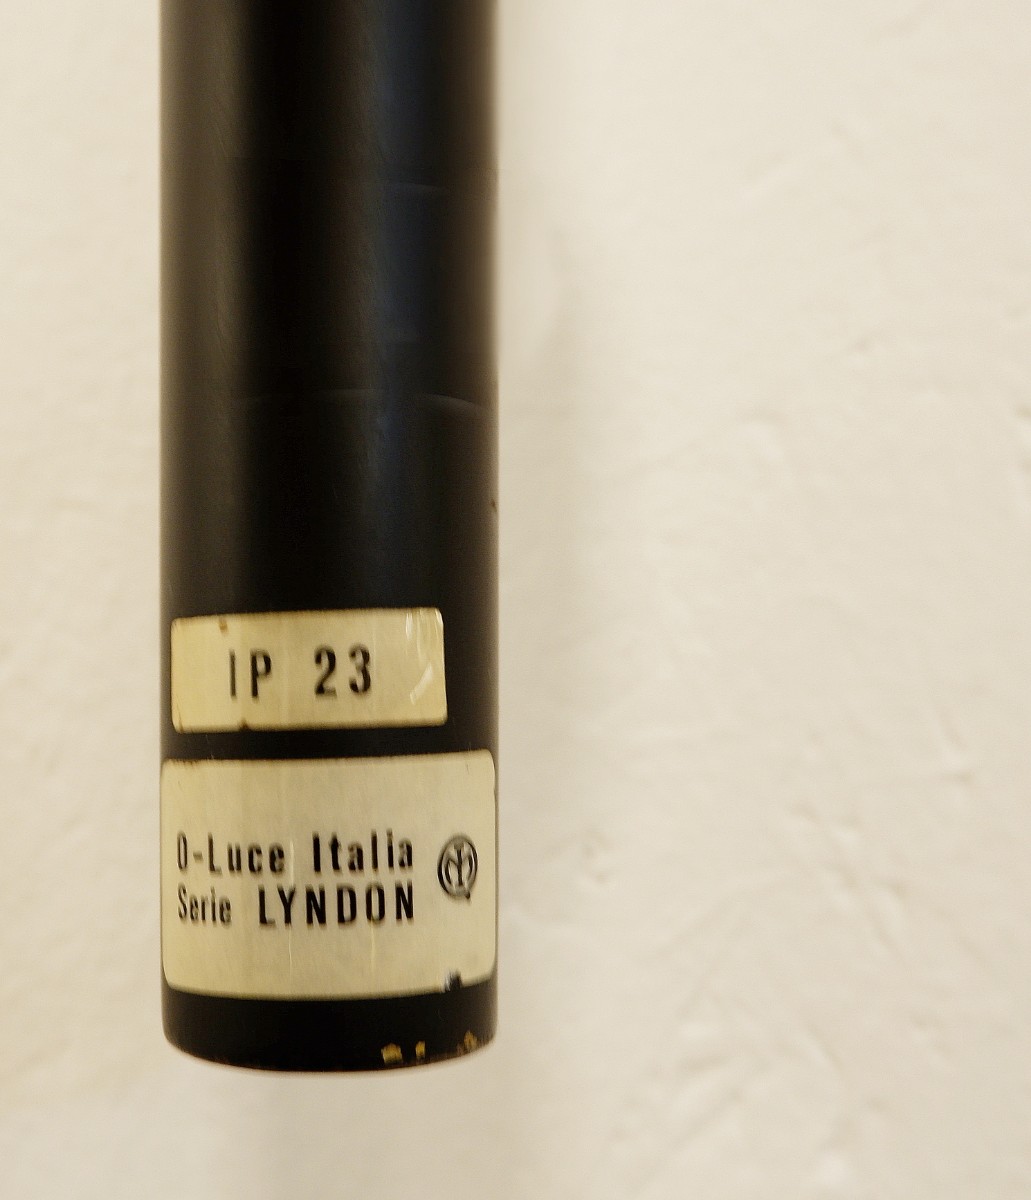 IP 23
O-Luce Italia
Serie LYNDON